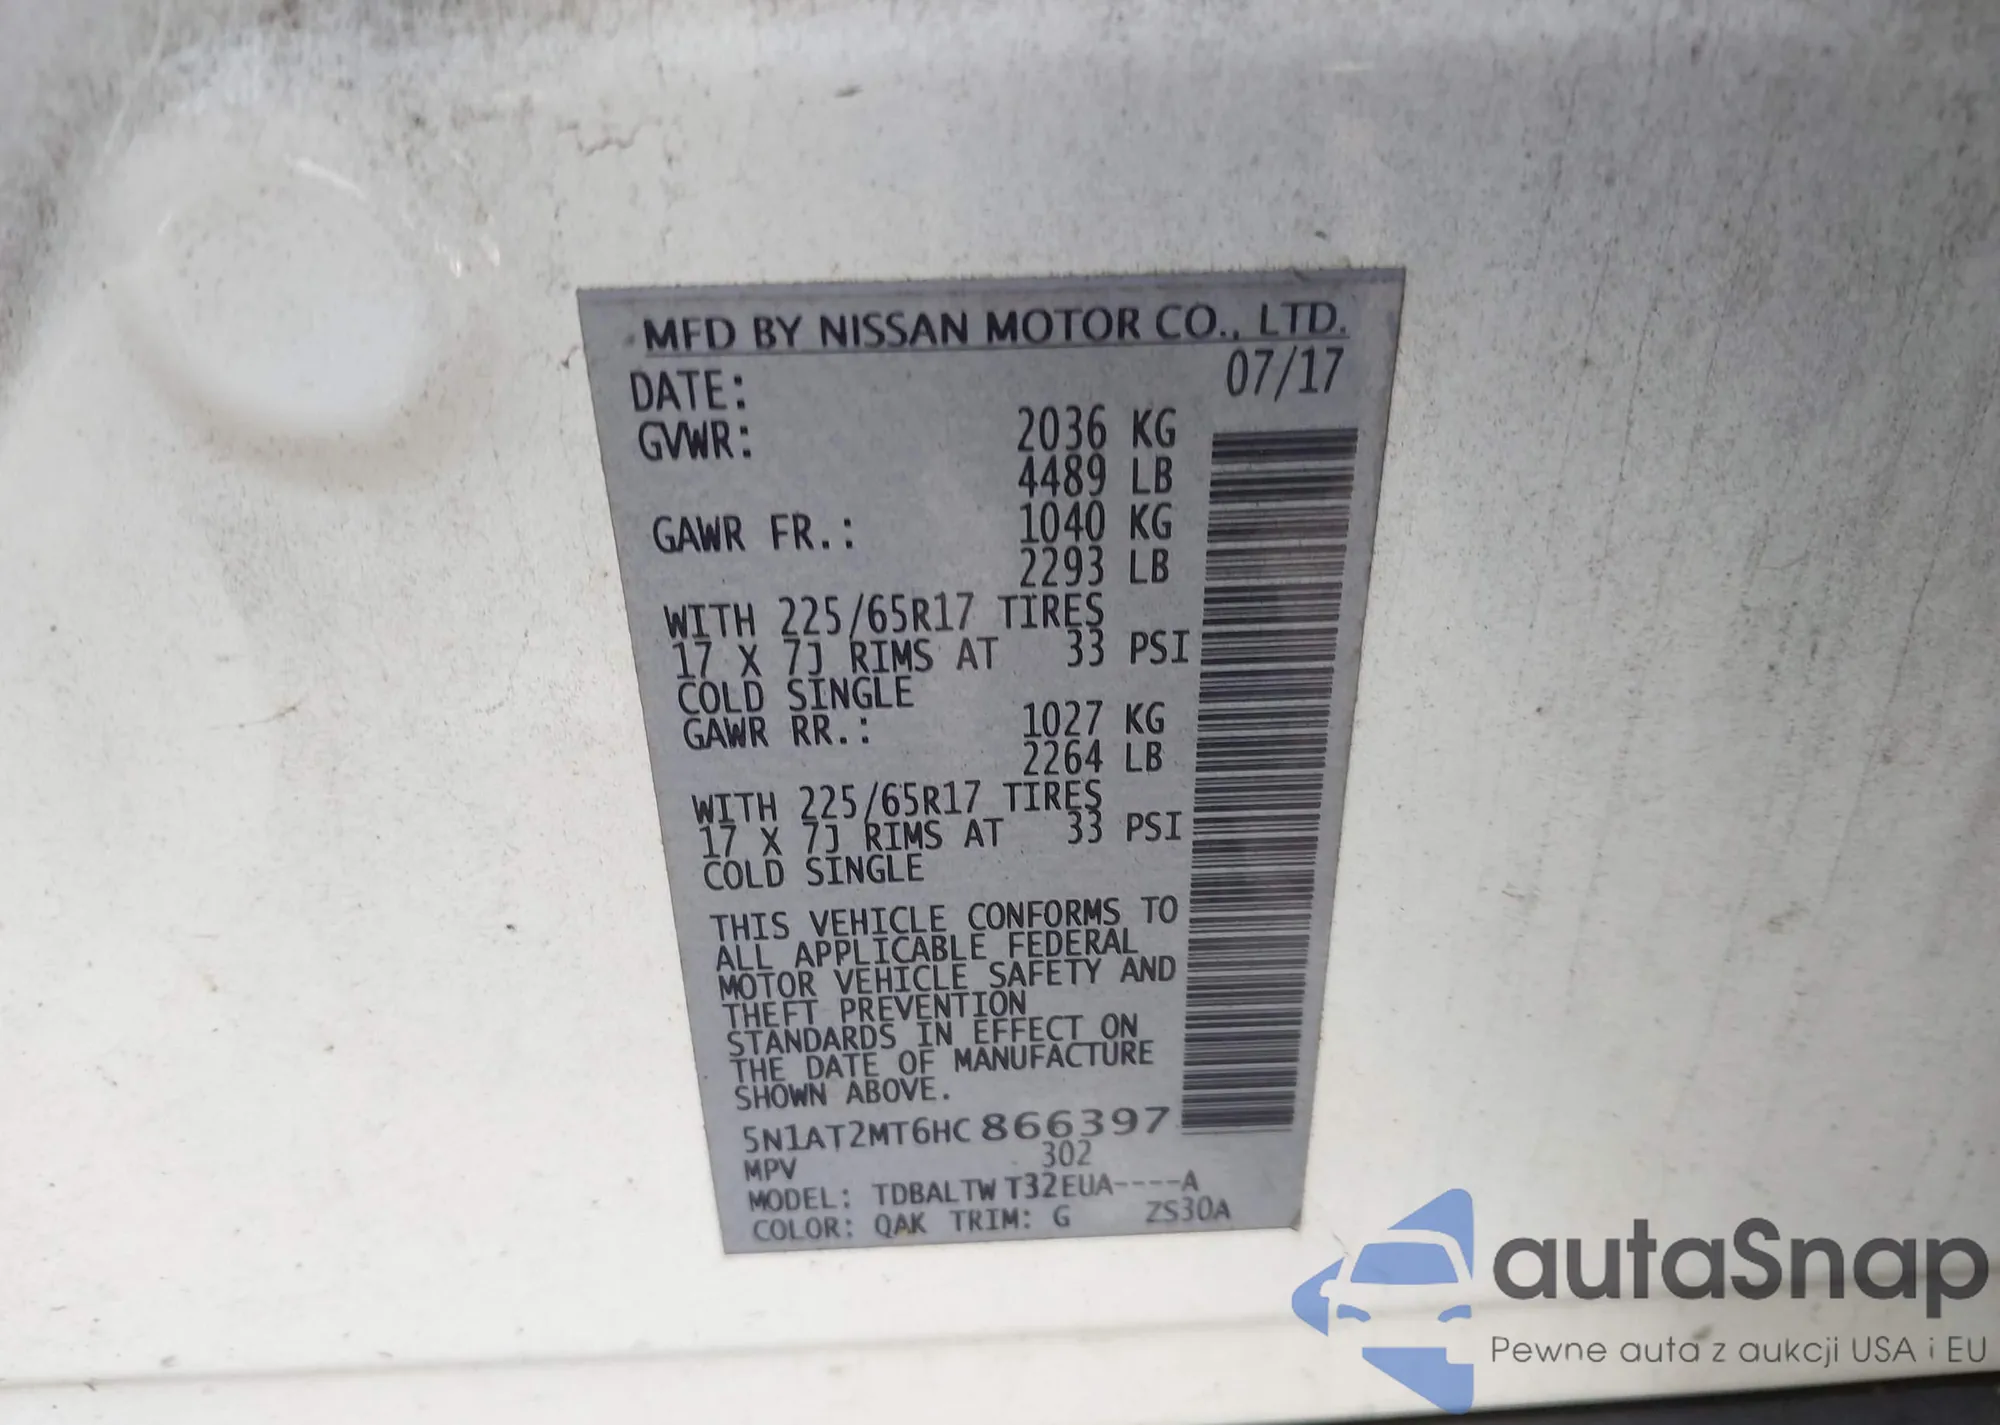 MFD BY NISSAN MOTOR CO., LTD.
DATE: 07/17
GVWR: 2036 KG
4489 LB
GAWR FR.: 1040 KG
2293 LB
WITH 225/65R17 TIRES
17 X 7J RIMS AT 33 PSI
COLD SINGLE
GAWR RR.: 1027 KG
2264 LB
WITH 225/65R17 TIRES
17 X 7J RIMS AT 33 PSI
COLD SINGLE
THIS VEHICLE CONFORMS TO
ALL APPLICABLE FEDERAL
MOTOR VEHICLE SAFETY AND
THEFT PREVENTION
STANDARDS IN EFFECT ON
THE DATE OF MANUFACTURE
SHOWN ABOVE.
5N1AT2MT6HC866397
MPV 302
MODEL: TDBALTW T32EUA----A
COLOR: QAK TRIM: G ZS30A
autaSnap
Pewne auta z aukcji USA i EU